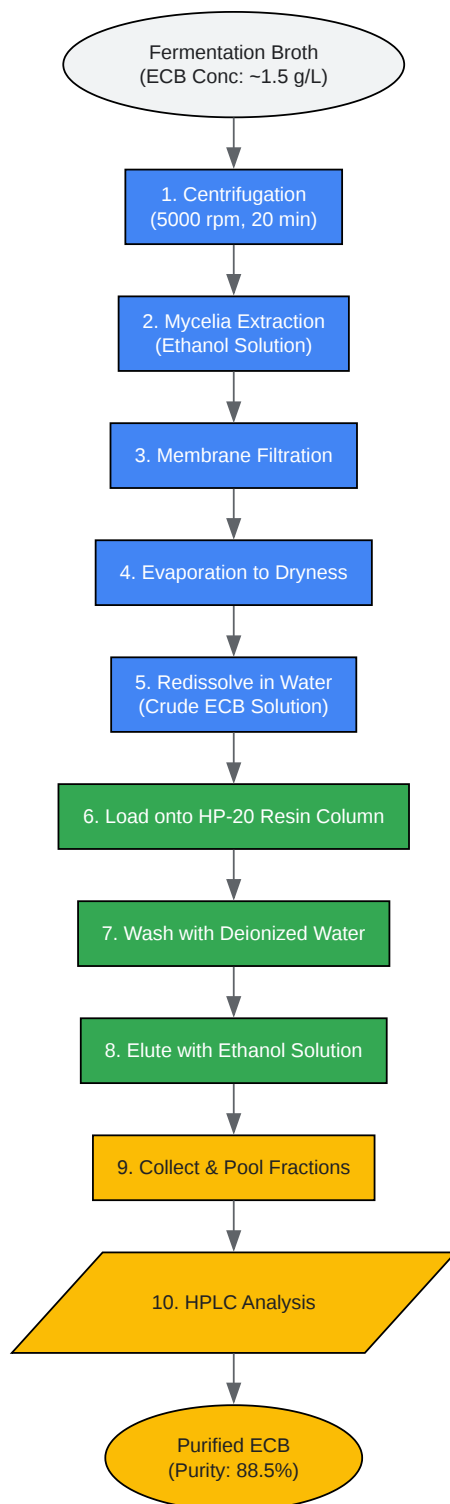 Fermentation Broth
(ECB Conc: ~1.5 g/L)
1. Centrifugation
(5000 rpm, 20 min)
2. Mycelia Extraction
(Ethanol Solution)
3. Membrane Filtration
4. Evaporation to Dryness
5. Redissolve in Water
(Crude ECB Solution)
6. Load onto HP-20 Resin Column
7. Wash with Deionized Water
8. Elute with Ethanol Solution
9. Collect & Pool Fractions
10. HPLC Analysis
Purified ECB
(Purity: 88.5%)